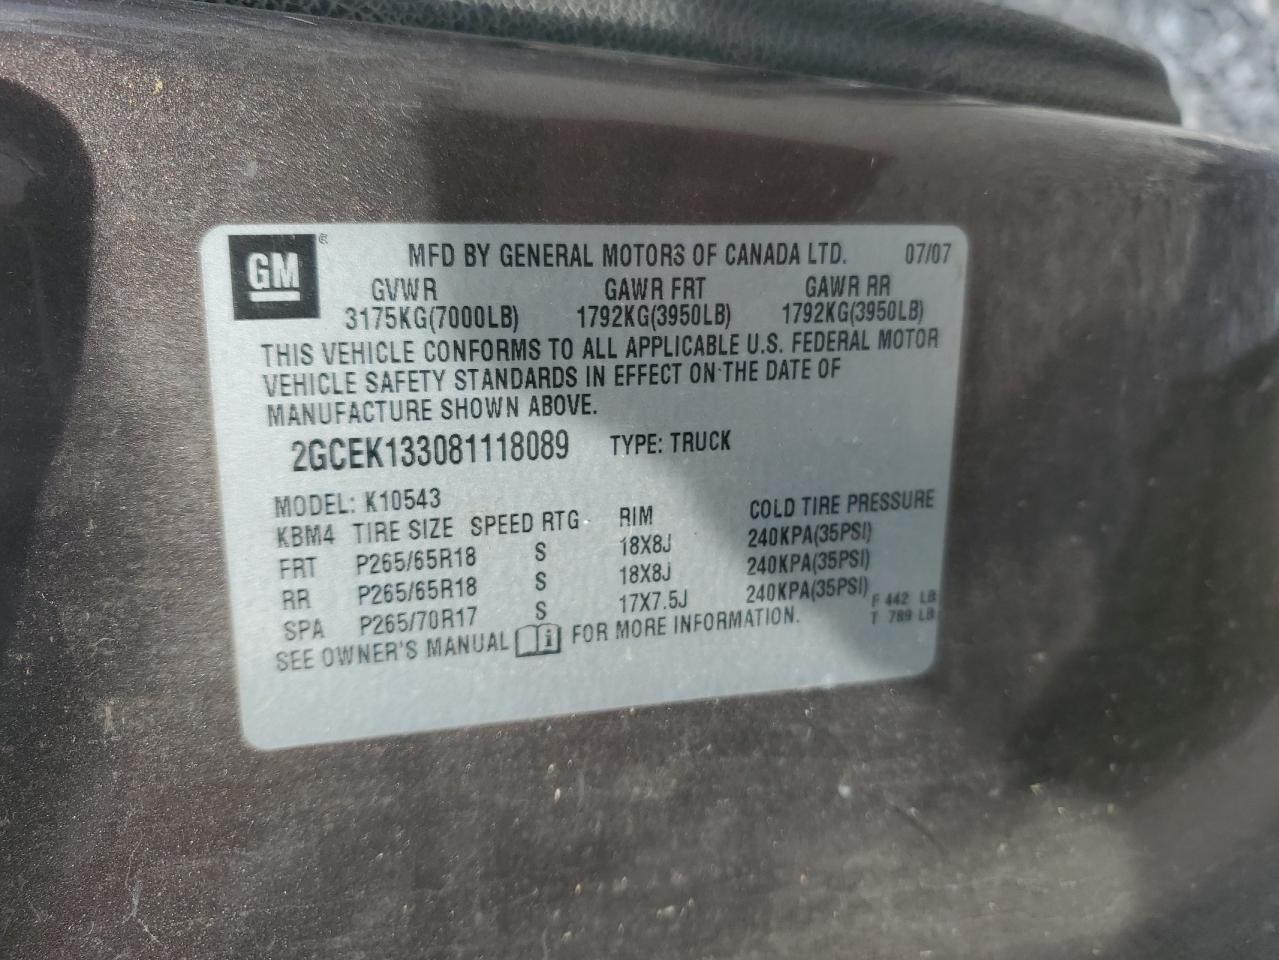 GM ®
MFD BY GENERAL MOTORS OF CANADA LTD. 07/07
GVWR GAWR FRT GAWR RR
3175KG(7000LB) 1792KG(3950LB) 1792KG(3950LB)
THIS VEHICLE CONFORMS TO ALL APPLICABLE U.S. FEDERAL MOTOR
VEHICLE SAFETY STANDARDS IN EFFECT ON THE DATE OF
MANUFACTURE SHOWN ABOVE.
2GCEK133081118089 TYPE: TRUCK
MODEL: K10543
KBM4 TIRE SIZE SPEED RTG RIM COLD TIRE PRESSURE
FRT P265/65R18 S 18X8J 240KPA(35PSI)
RR P265/65R18 S 18X8J 240KPA(35PSI)
SPA P265/70R17 S 17X7.5J 240KPA(35PSI)
F 442 LB
T 789 LB
SEE OWNER'S MANUAL i FOR MORE INFORMATION.